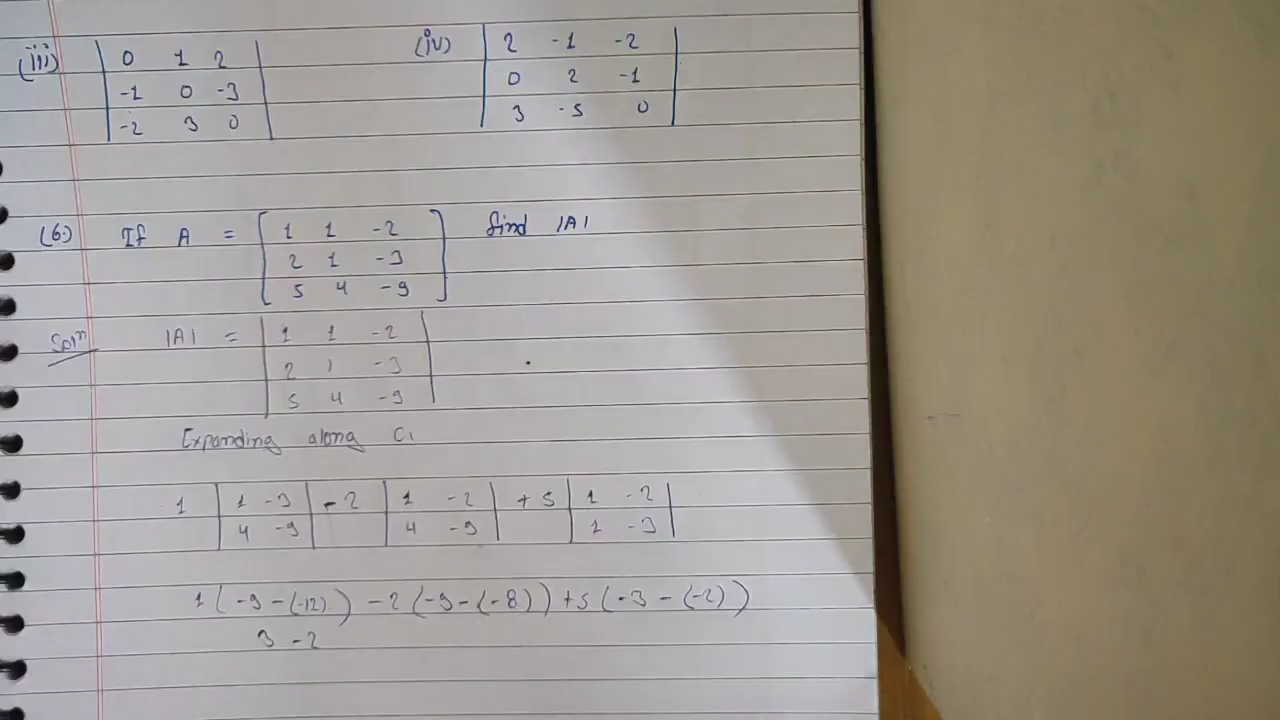 (iii) | 0 1 2 | (iv) | 2 -1 -2 |
| -1 0 -3 | | 0 2 -1 |
| -2 3 0 | | 3 -5 0 |
(6.) If A = [ 1 1 -2 ] find |A|
[ 2 1 -3 ]
[ 5 4 -9 ]
Solⁿ |A| = | 1 1 -2 |
| 2 1 -3 |
| 5 4 -9 |
Expanding along C₁
1 | 1 -3 | -2 | 1 -2 | + 5 | 1 -2 |
| 4 -9 | | 4 -9 | | 1 -3 |
1 ( -9 - (-12) ) - 2 ( -9 - (-8) ) + 5 ( -3 - (-2) )
3 - 2